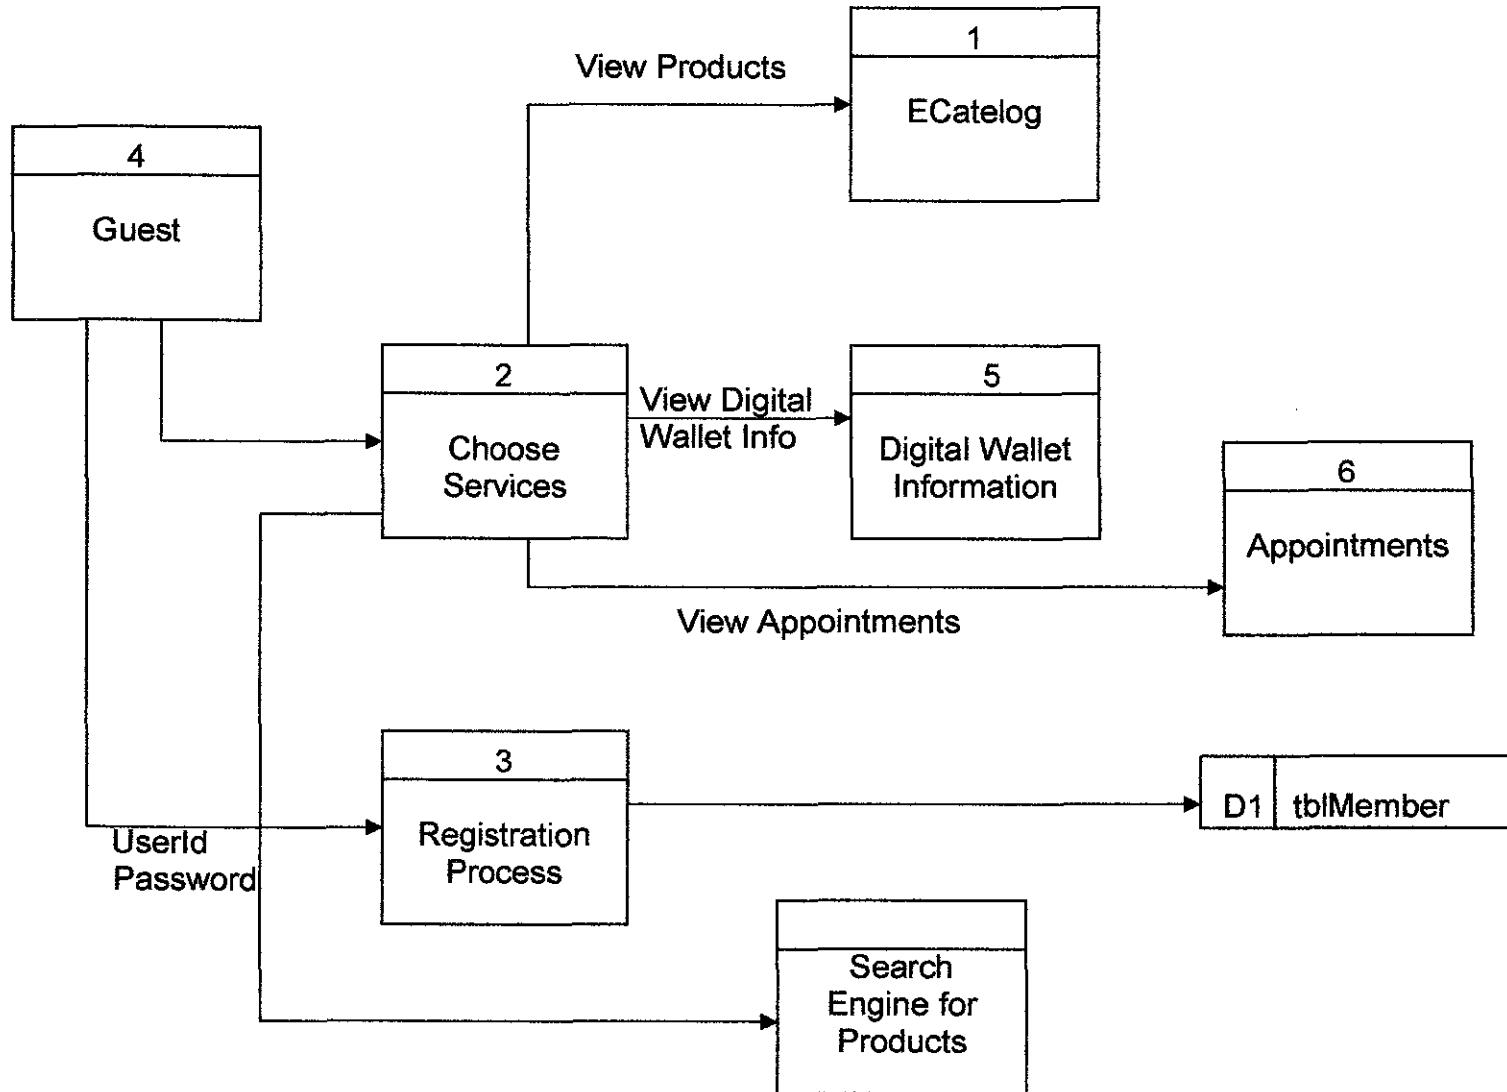 1
View Products
ECatelog
4
Guest
2
View Digital
Wallet Info
5
Choose
Services
Digital Wallet
Information
6
Appointments
View Appointments
3
Registration
Process
D1 tblMember
UserId
Password
Search
Engine for
Products